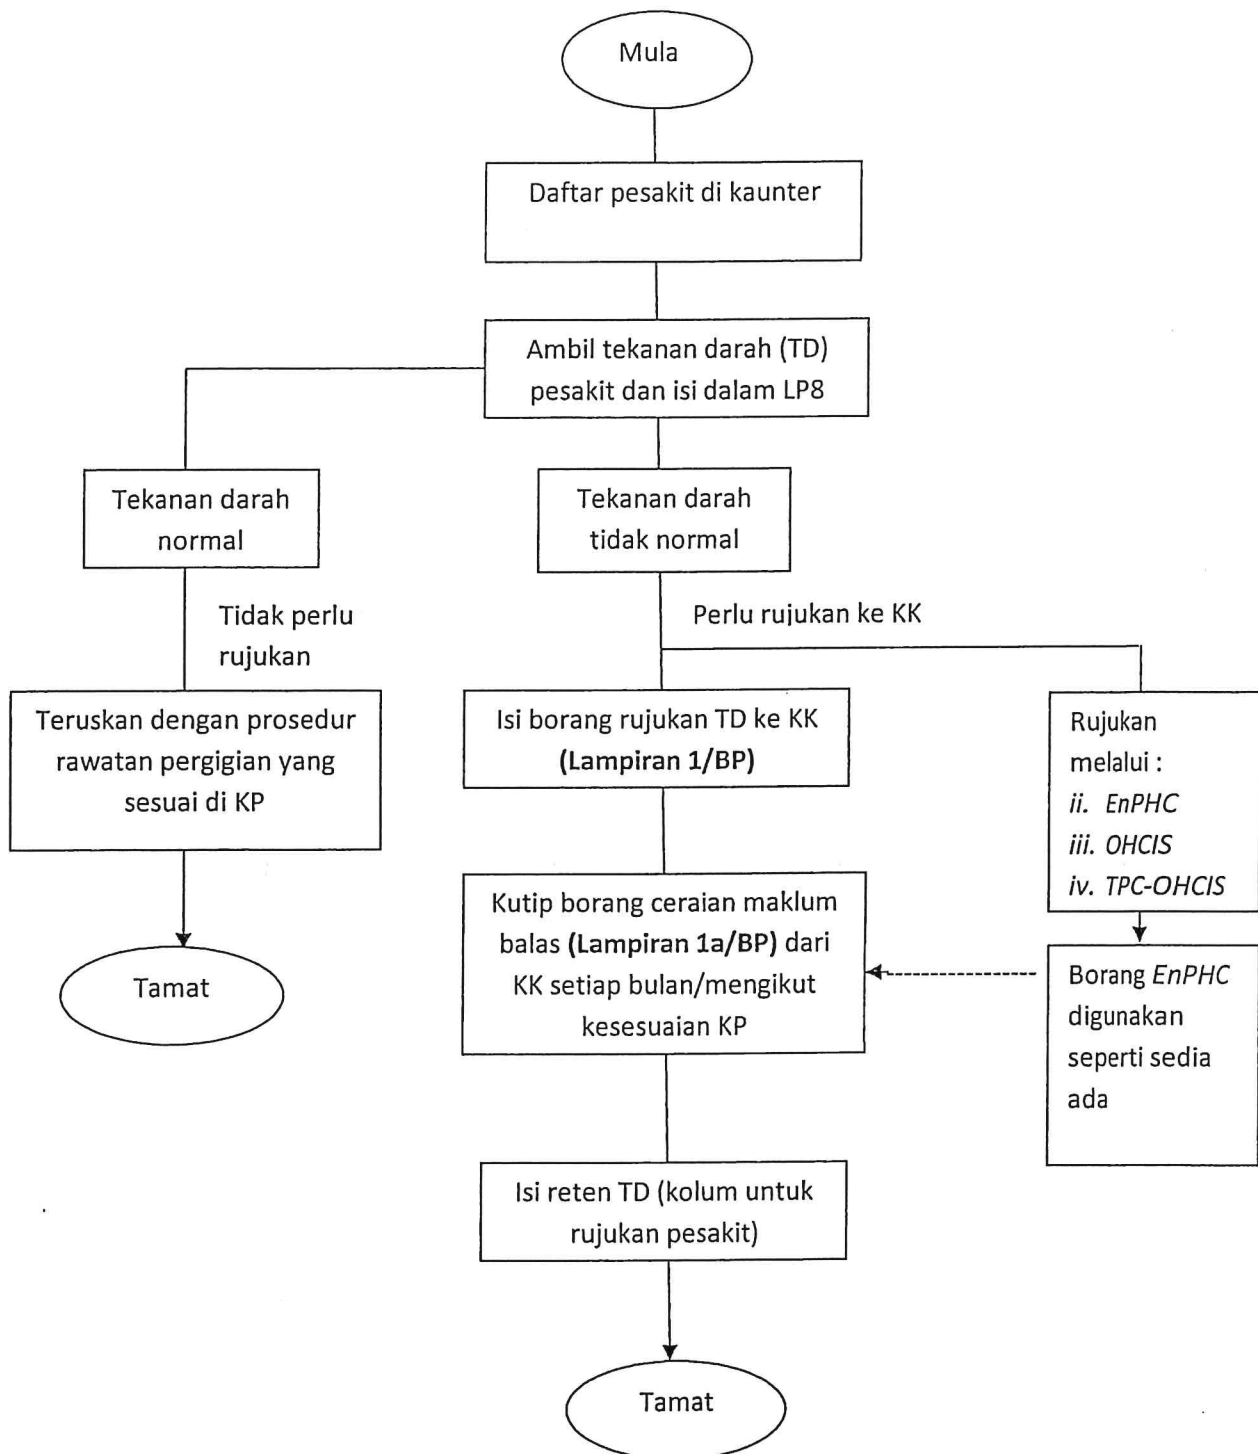 Mula
Daftar pesakit di kaunter
Ambil tekanan darah (TD)
pesakit dan isi dalam LP8
Tekanan darah
normal
Tekanan darah
tidak normal
Tidak perlu
rujukan
Perlu rujukan ke KK
Teruskan dengan prosedur
rawatan pergigian yang
sesuai di KP
Isi borang rujukan TD ke KK
(Lampiran 1/BP)
Rujukan
melalui :
ii. EnPHC
iii. OHCIS
iv. TPC-OHCIS
Tamat
Kutip borang ceraian maklum
balas (Lampiran 1a/BP) dari
KK setiap bulan/mengikut
kesesuaian KP
Borang EnPHC
digunakan
seperti sedia
ada
Isi reten TD (kolum untuk
rujukan pesakit)
Tamat